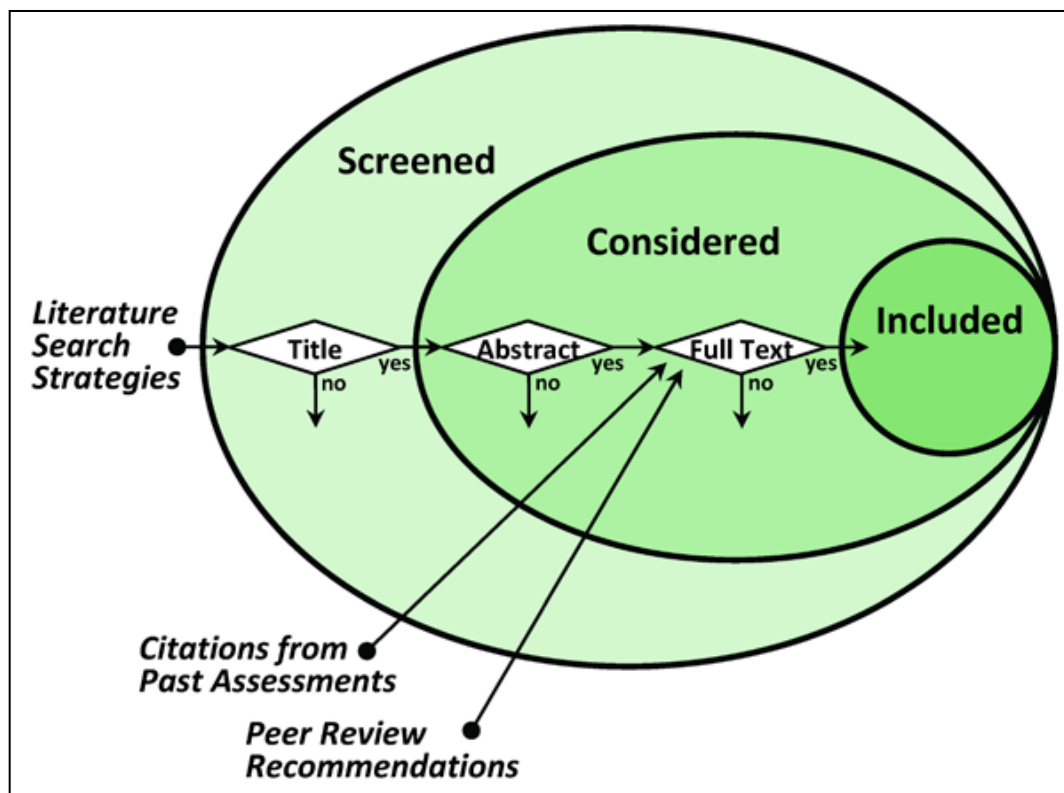 Screened
Considered
Included
Literature
Search
Strategies
Title
yes
no
Abstract
yes
no
Full Text
yes
no
Citations from
Past Assessments
Peer Review
Recommendations